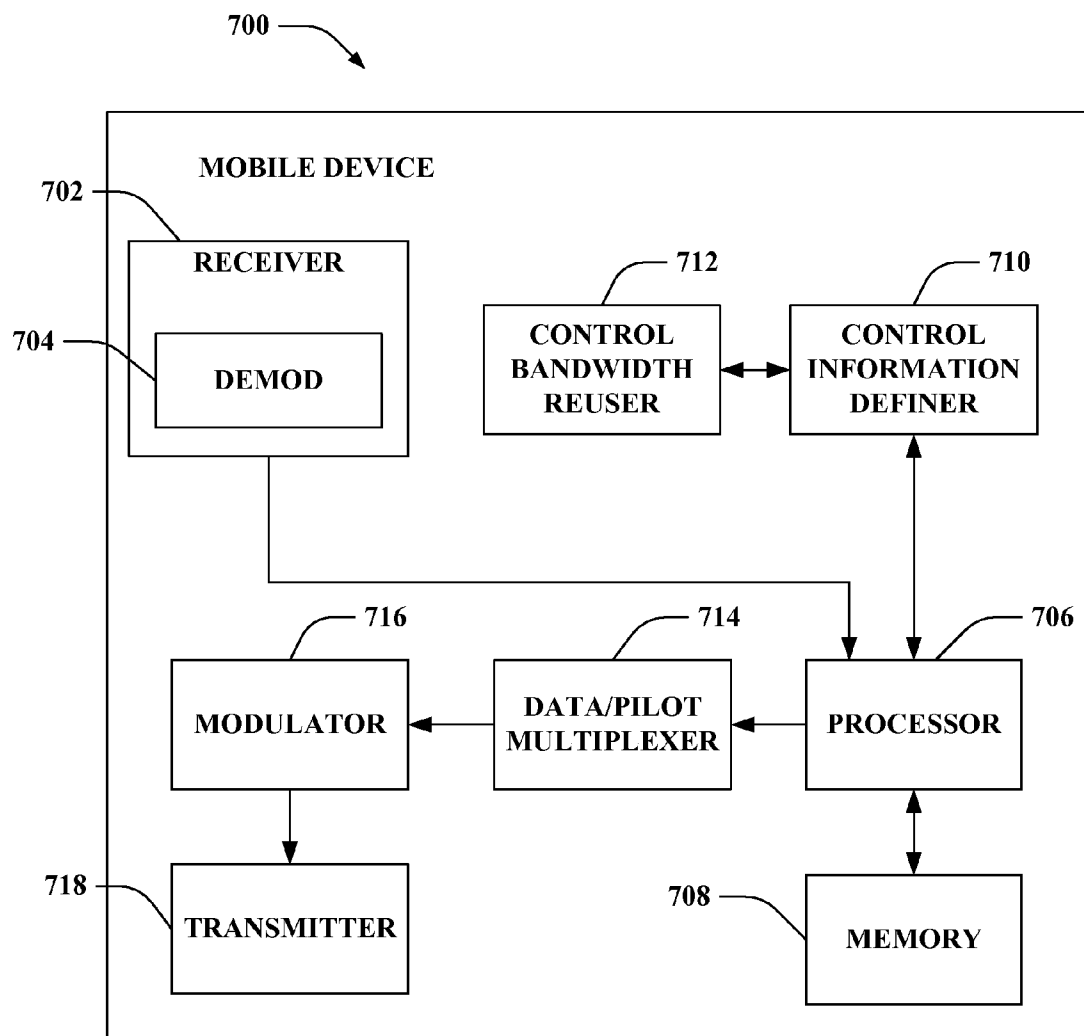 700
MOBILE DEVICE
702
RECEIVER
704
DEMOD
712
CONTROL
BANDWIDTH
REUSER
710
CONTROL
INFORMATION
DEFINER
716
MODULATOR
714
DATA/PILOT
MULTIPLEXER
706
PROCESSOR
718
TRANSMITTER
708
MEMORY